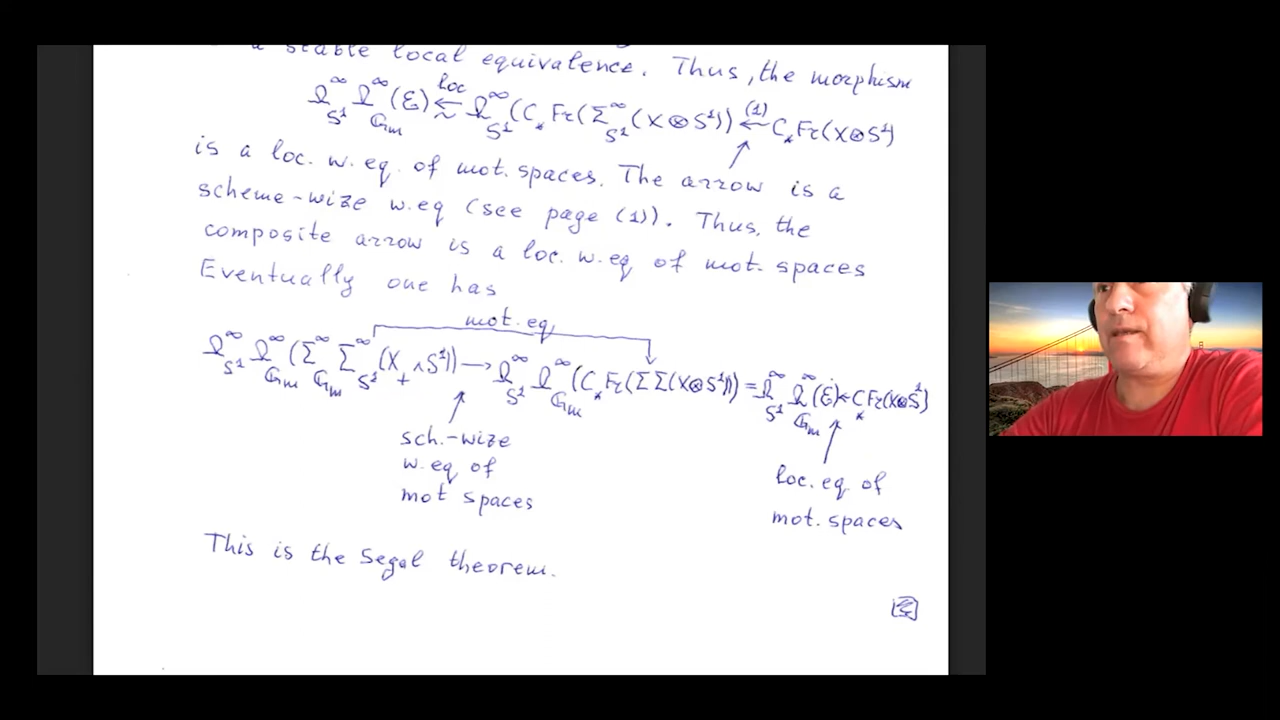 a stable local equivalence. Thus, the morphism
Ω^∞_{S^1} Ω^∞_{G_m}(ℰ) ←^{loc}_∼ Ω^∞_{S^1}(C_*Fr(Σ^∞_{S^1}(X⊗S^1)) ←^{(1)} C_*Fr(X⊗S^1)
is a loc. w. eq. of mot. spaces. The arrow is a
scheme-wize w.eq (see page (1)). Thus, the
composite arrow is a loc. w.eq of mot. spaces
Eventually one has
mot. eq.
Ω^∞_{S^1} Ω^∞_{G_m}(Σ^∞_{G_m} Σ^∞_{S^1}(X_+∧S^1)) → Ω^∞_{S^1} Ω^∞_{G_m}(C_*Fr(ΣΣ(X⊗S^1)) = Ω^∞_{S^1} Ω^∞_{G_m}(ℰ) ← C_*Fr(X⊗S^1)
sch.-wize
w. eq of
mot spaces
loc. eq. of
mot. spaces
This is the Segal theorem.